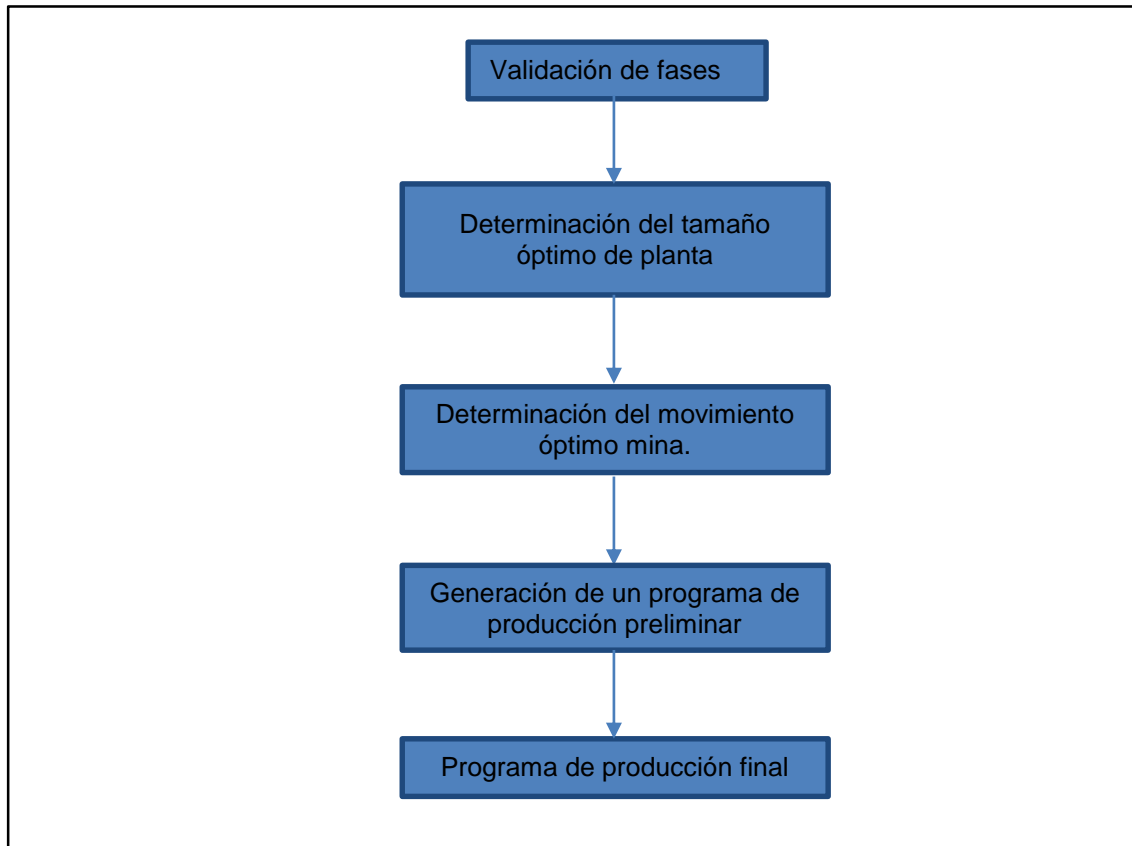 Validación de fases
Determinación del tamaño
óptimo de planta
Determinación del movimiento
óptimo mina.
Generación de un programa de
producción preliminar
Programa de producción final